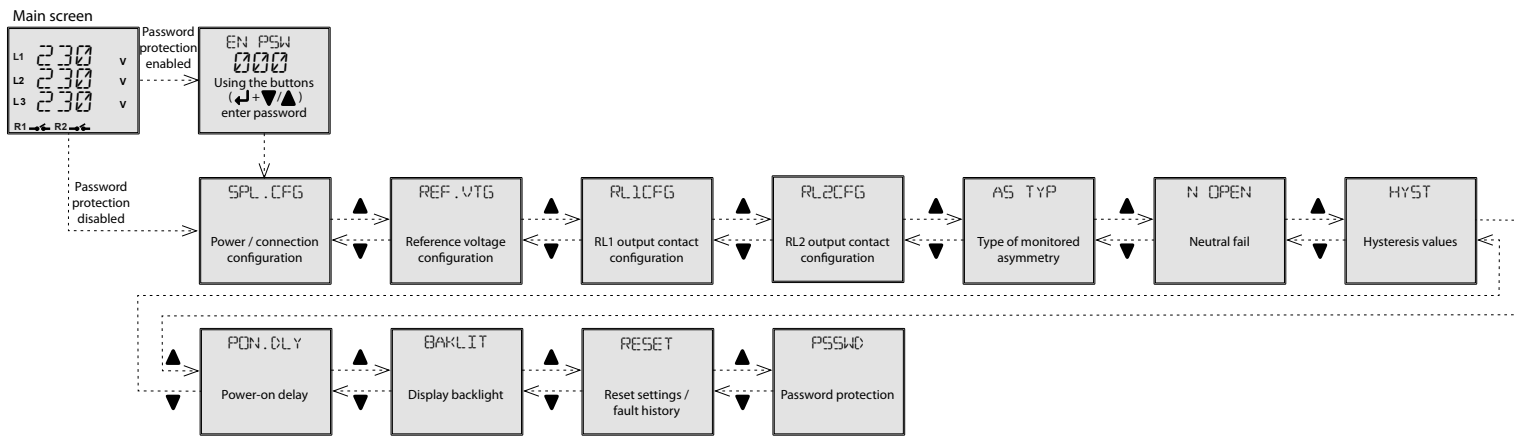 Main screen
L1 230 V
L2 230 V
L3 230 V
R1 R2
Password
protection
enabled
EN PSW
000
Using the buttons
( + / )
enter password
Password
protection
disabled
SPL.CFG
Power / connection
configuration
REF.VTG
Reference voltage
configuration
RL1CFG
RL1 output contact
configuration
RL2CFG
RL2 output contact
configuration
AS TYP
Type of monitored
asymmetry
N OPEN
Neutral fail
HYST
Hysteresis values
PON.DLY
Power-on delay
BAKLIT
Display backlight
RESET
Reset settings /
fault history
PSSWD
Password protection